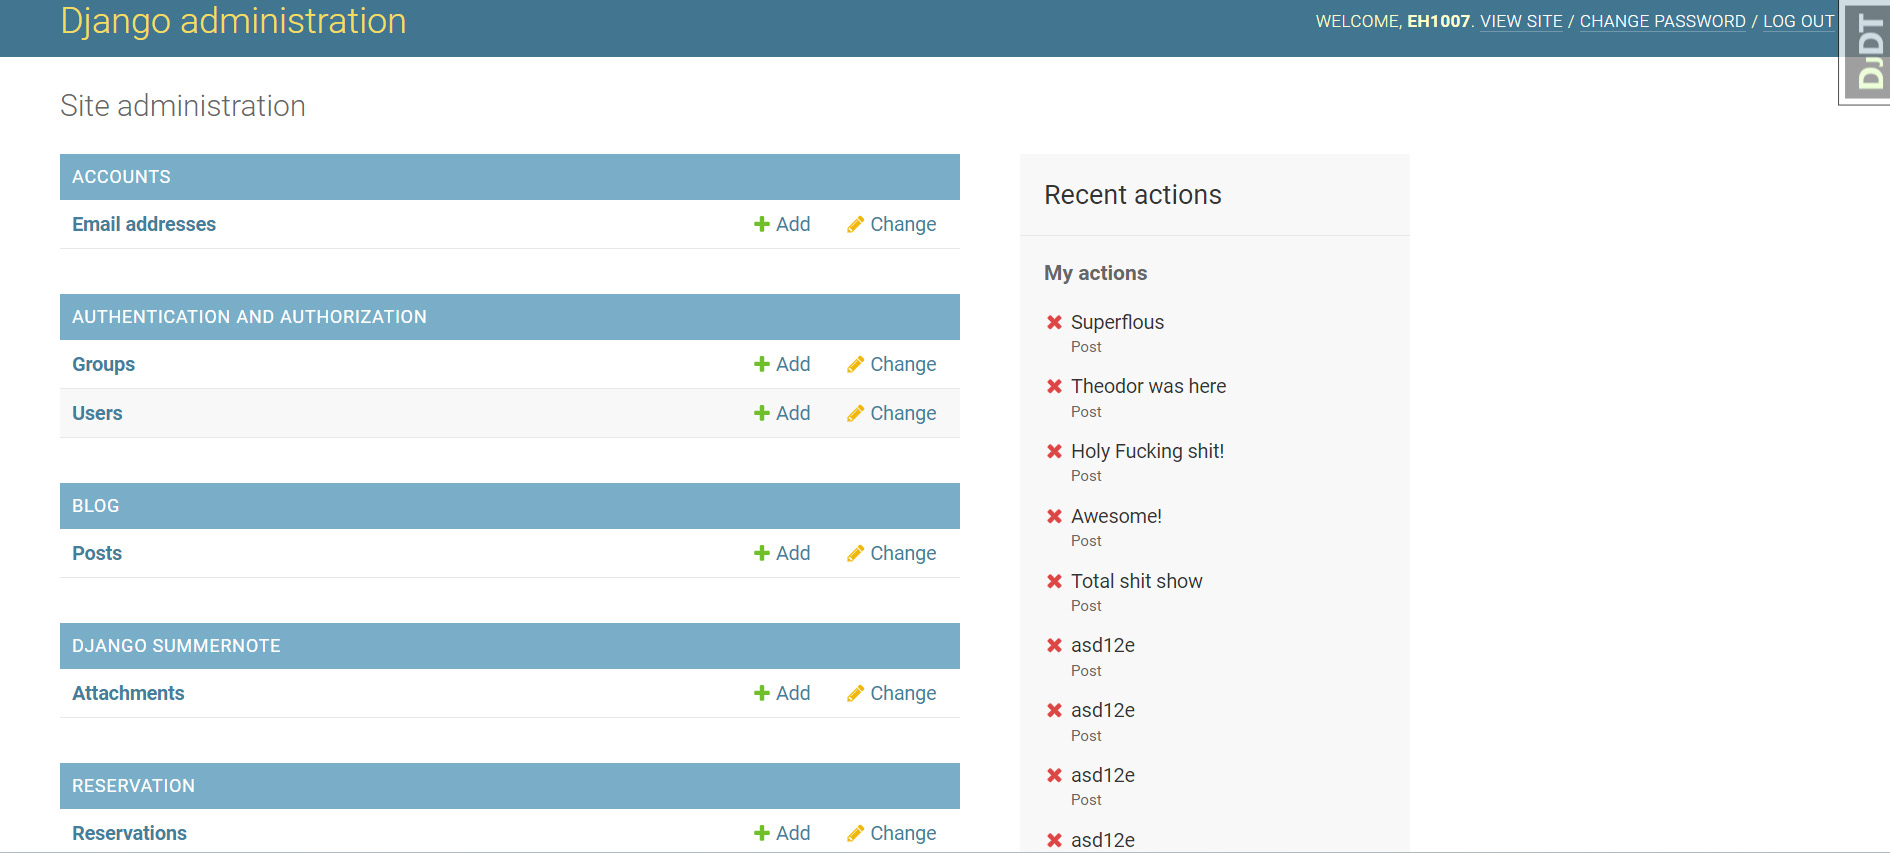 Django administration
WELCOME, EH1007. VIEW SITE / CHANGE PASSWORD / LOG OUT
DJDT
Site administration
ACCOUNTS
Email addresses Add Change
AUTHENTICATION AND AUTHORIZATION
Groups Add Change
Users Add Change
BLOG
Posts Add Change
DJANGO SUMMERNOTE
Attachments Add Change
RESERVATION
Reservations Add Change
Recent actions
My actions
Superflous
Post
Theodor was here
Post
Holy Fucking shit!
Post
Awesome!
Post
Total shit show
Post
asd12e
Post
asd12e
Post
asd12e
Post
asd12e